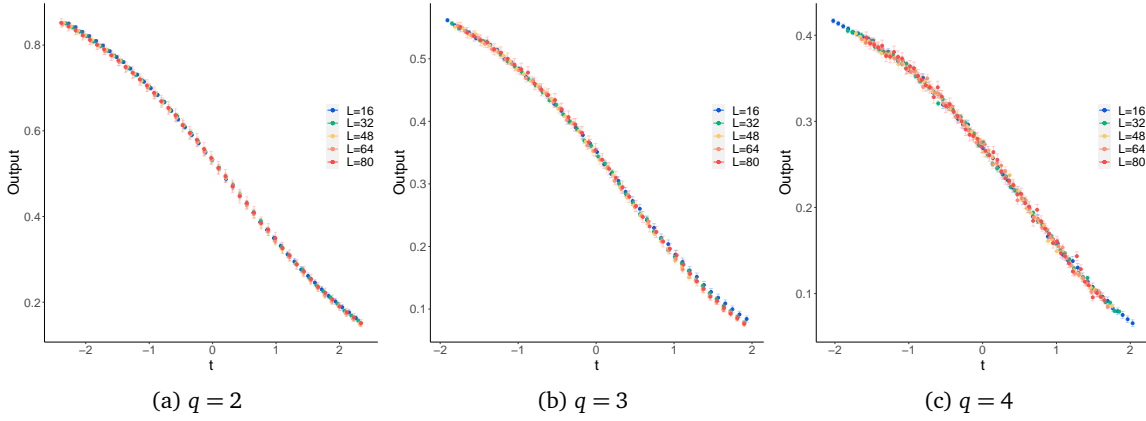 0.8
0.6
0.4
0.2
Output
−2
−1
0
1
2
t
L=16
L=32
L=48
L=64
L=80
(a) q = 2
0.5
0.4
0.3
0.2
0.1
Output
−2
−1
0
1
2
t
L=16
L=32
L=48
L=64
L=80
(b) q = 3
0.4
0.3
0.2
0.1
Output
−2
−1
0
1
2
t
L=16
L=32
L=48
L=64
L=80
(c) q = 4